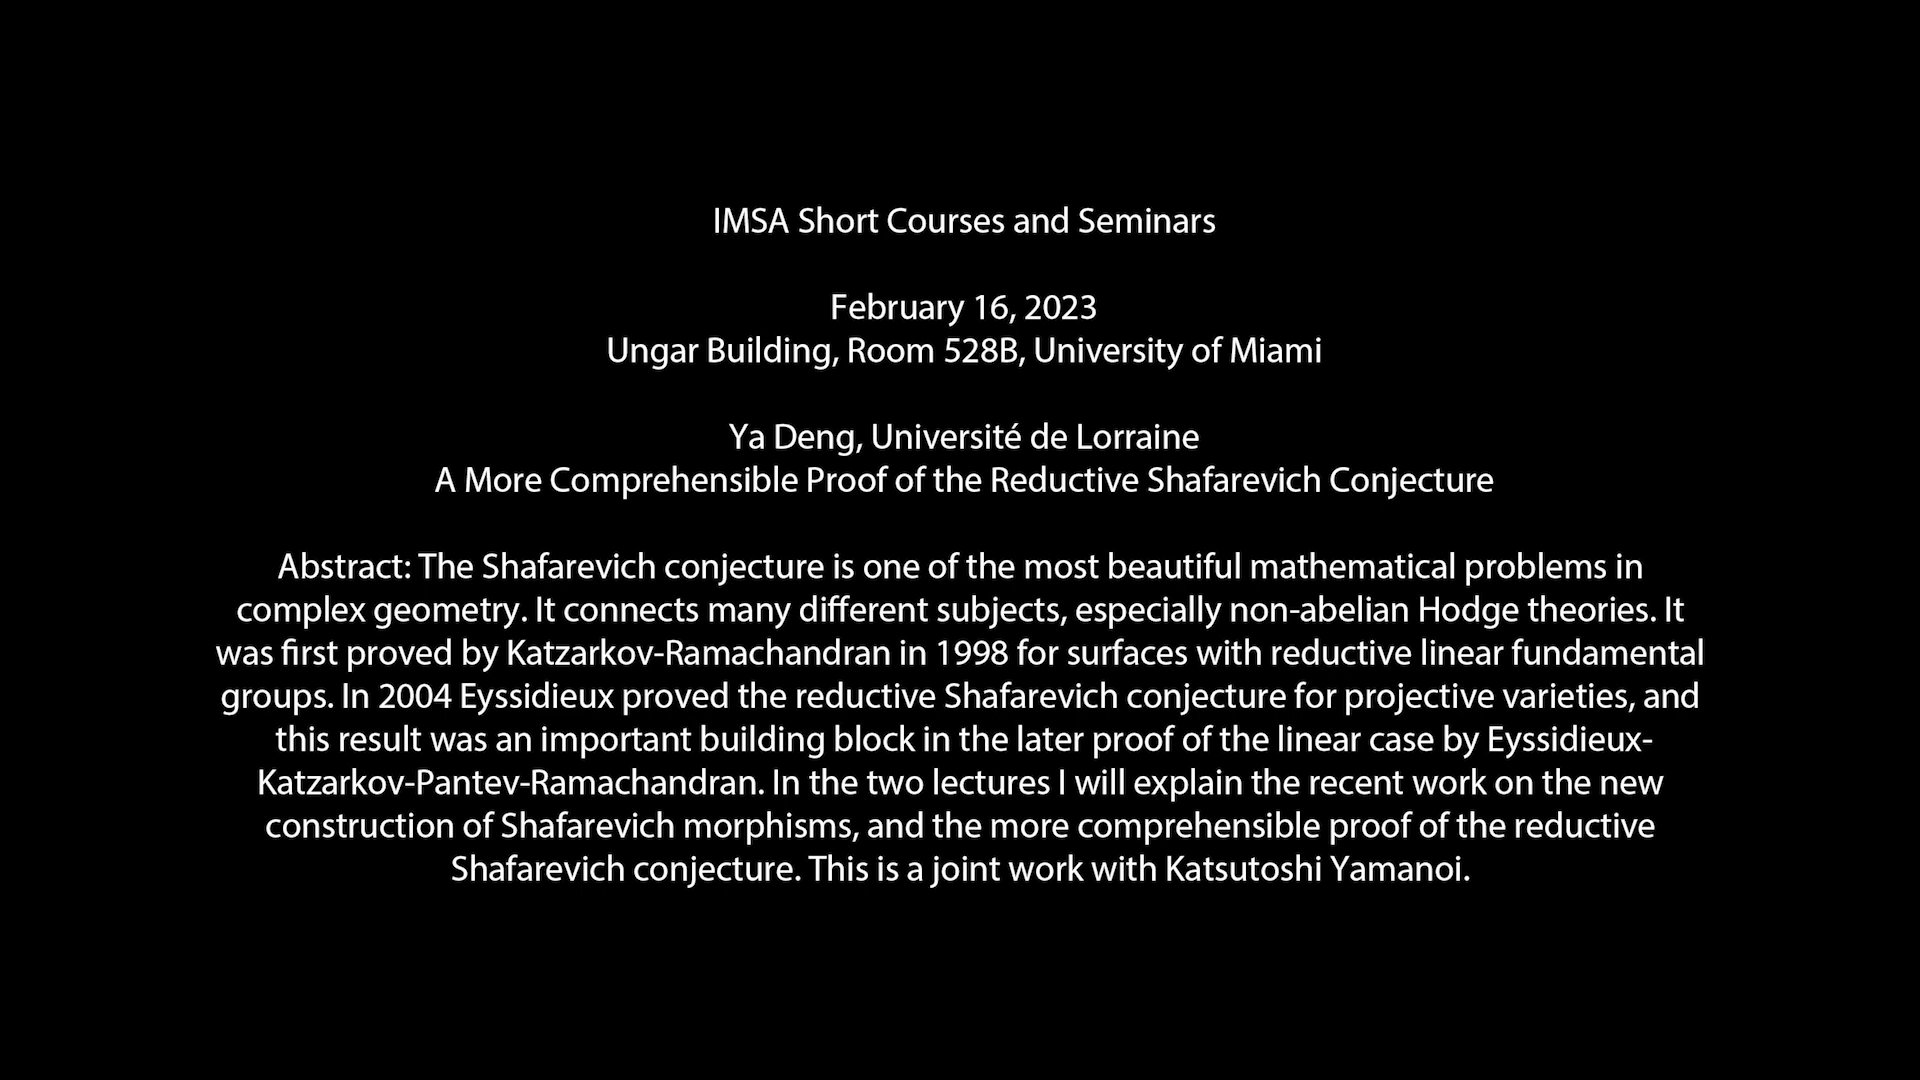 IMSA Short Courses and Seminars
February 16, 2023
Ungar Building, Room 528B, University of Miami
Ya Deng, Université de Lorraine
A More Comprehensible Proof of the Reductive Shafarevich Conjecture
Abstract: The Shafarevich conjecture is one of the most beautiful mathematical problems in
complex geometry. It connects many different subjects, especially non-abelian Hodge theories. It
was first proved by Katzarkov-Ramachandran in 1998 for surfaces with reductive linear fundamental
groups. In 2004 Eyssidieux proved the reductive Shafarevich conjecture for projective varieties, and
this result was an important building block in the later proof of the linear case by Eyssidieux-
Katzarkov-Pantev-Ramachandran. In the two lectures I will explain the recent work on the new
construction of Shafarevich morphisms, and the more comprehensible proof of the reductive
Shafarevich conjecture. This is a joint work with Katsutoshi Yamanoi.